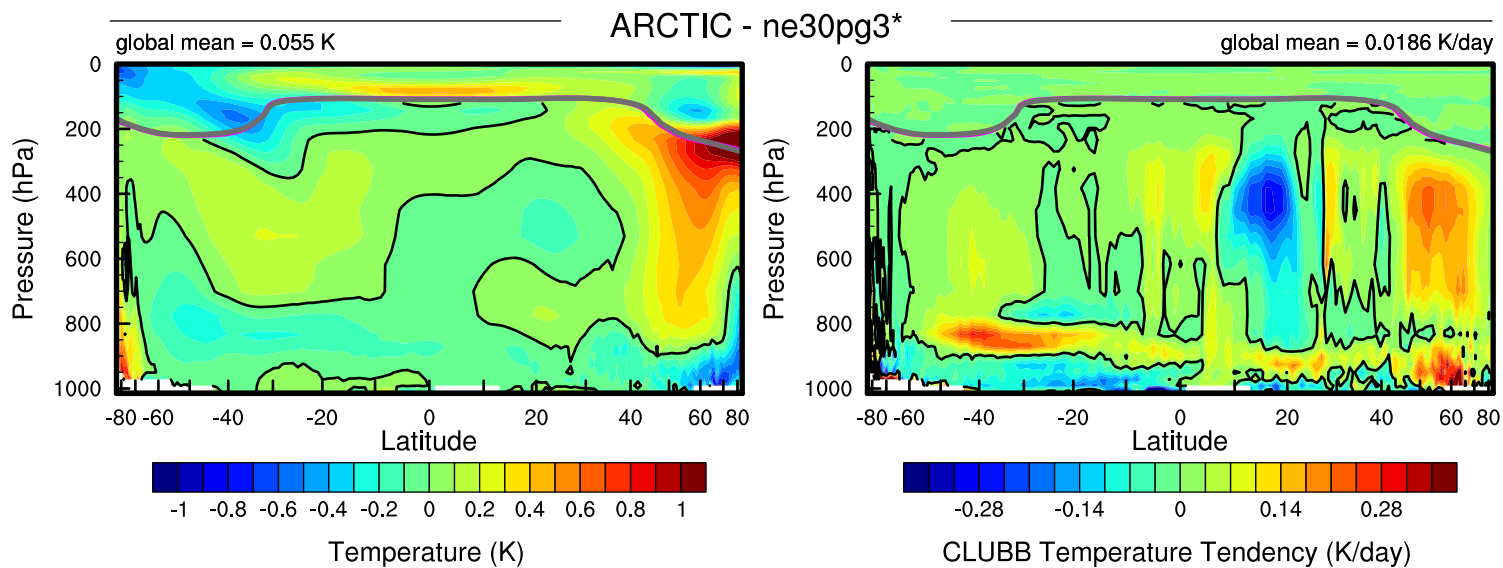 ARCTIC - ne30pg3*
global mean = 0.055 K
global mean = 0.0186 K/day
Pressure (hPa)
0
200
400
600
800
1000
-80 -60 -40 -20 0 20 40 60 80
Latitude
-1 -0.8 -0.6 -0.4 -0.2 0 0.2 0.4 0.6 0.8 1
Temperature (K)
Pressure (hPa)
0
200
400
600
800
1000
-80 -60 -40 -20 0 20 40 60 80
Latitude
-0.28 -0.14 0 0.14 0.28
CLUBB Temperature Tendency (K/day)